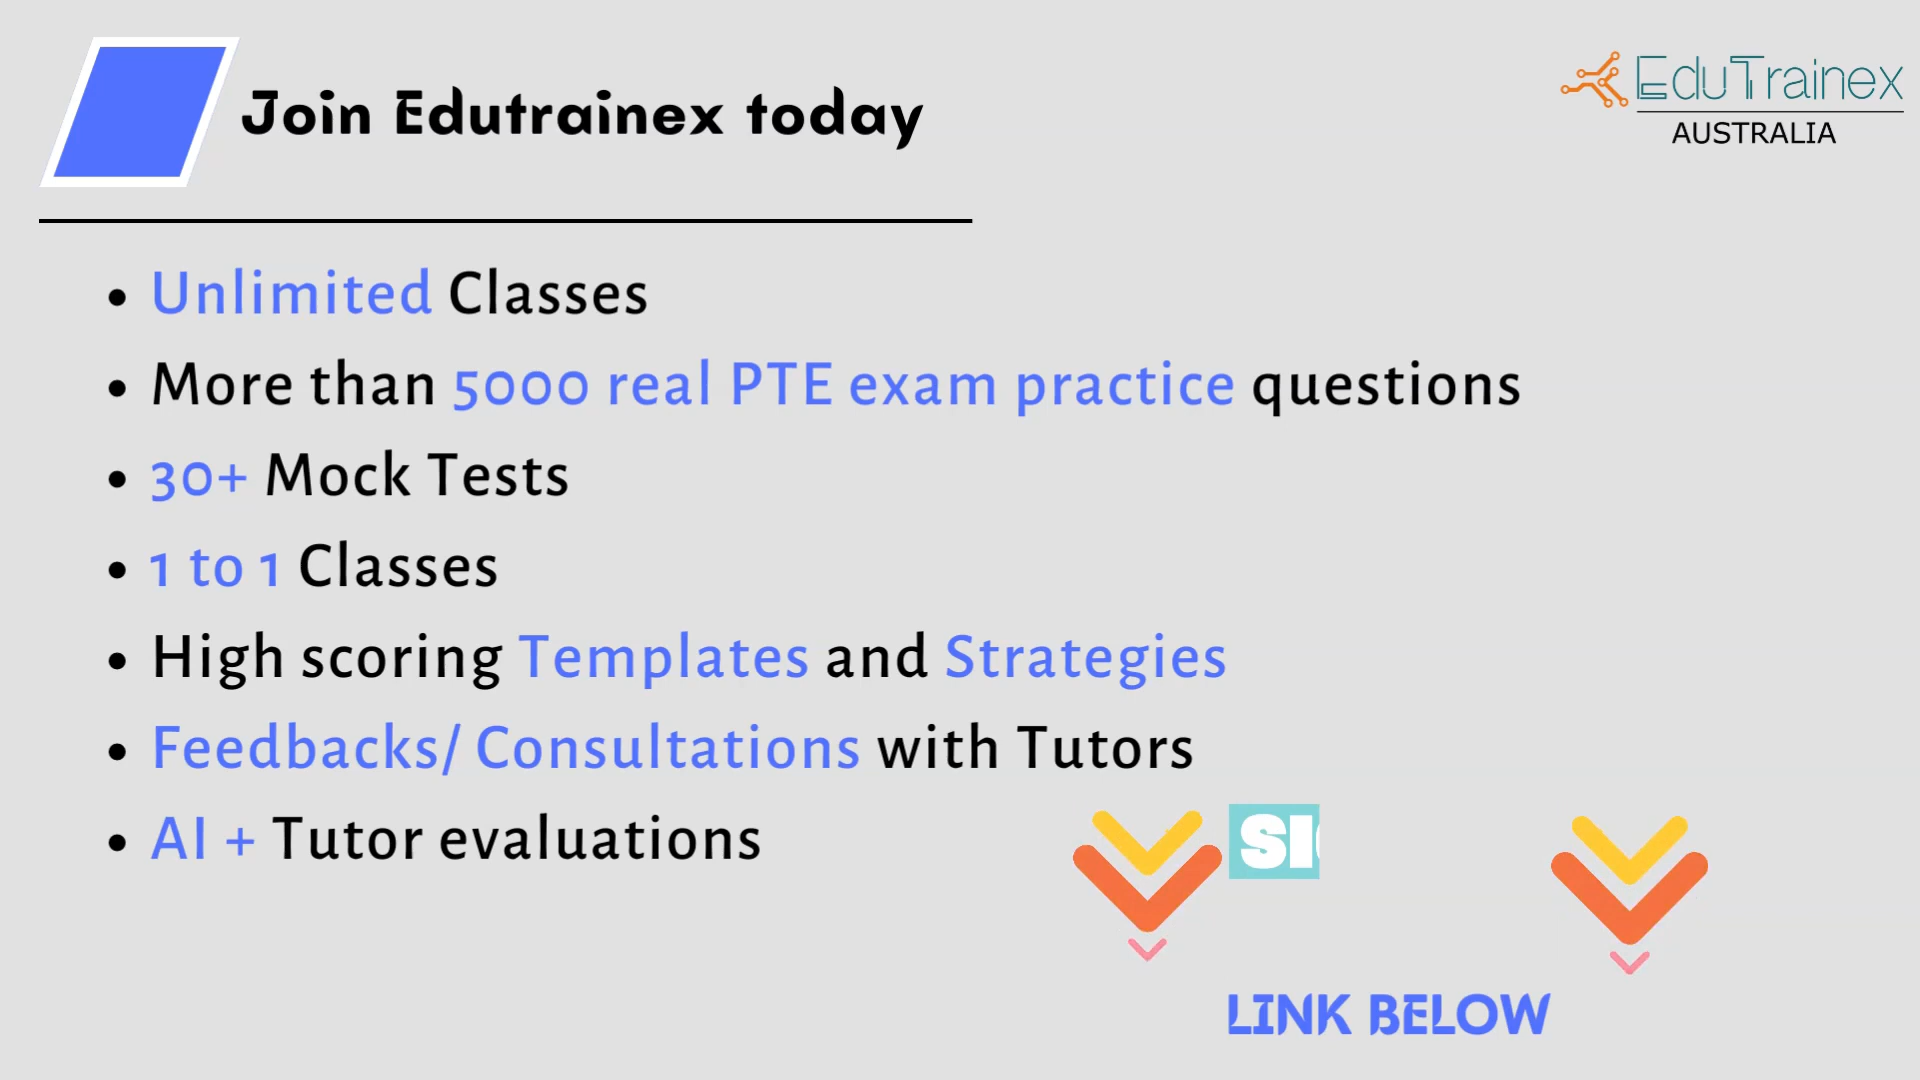 Join Edutrainex today
EduTrainex
AUSTRALIA
• Unlimited Classes
• More than 5000 real PTE exam practice questions
• 30+ Mock Tests
• 1 to 1 Classes
• High scoring Templates and Strategies
• Feedbacks/ Consultations with Tutors
• AI + Tutor evaluations
LINK BELOW